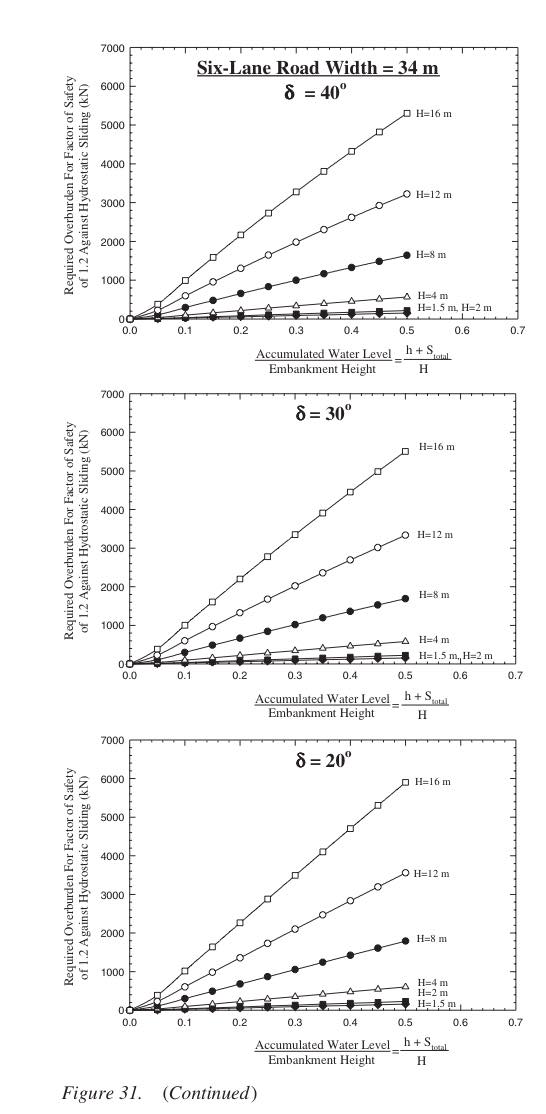 Six-Lane Road Width = 34 m
δ = 40°
Required Overburden For Factor of Safety
of 1.2 Against Hydrostatic Sliding (kN)
7000
6000
5000
4000
3000
2000
1000
0
H=16 m
H=12 m
H=8 m
H=4 m
H=1.5 m, H=2 m
0.0 0.1 0.2 0.3 0.4 0.5 0.6 0.7
Accumulated Water Level = h + Stotal
Embankment Height H
δ = 30°
Required Overburden For Factor of Safety
of 1.2 Against Hydrostatic Sliding (kN)
7000
6000
5000
4000
3000
2000
1000
0
H=16 m
H=12 m
H=8 m
H=4 m
H=1.5 m, H=2 m
0.0 0.1 0.2 0.3 0.4 0.5 0.6 0.7
Accumulated Water Level = h + Stotal
Embankment Height H
δ = 20°
Required Overburden For Factor of Safety
of 1.2 Against Hydrostatic Sliding (kN)
7000
6000
5000
4000
3000
2000
1000
0
H=16 m
H=12 m
H=8 m
H=4 m
H=2 m
H=1.5 m
0.0 0.1 0.2 0.3 0.4 0.5 0.6 0.7
Accumulated Water Level = h + Stotal
Embankment Height H
Figure 31. (Continued)